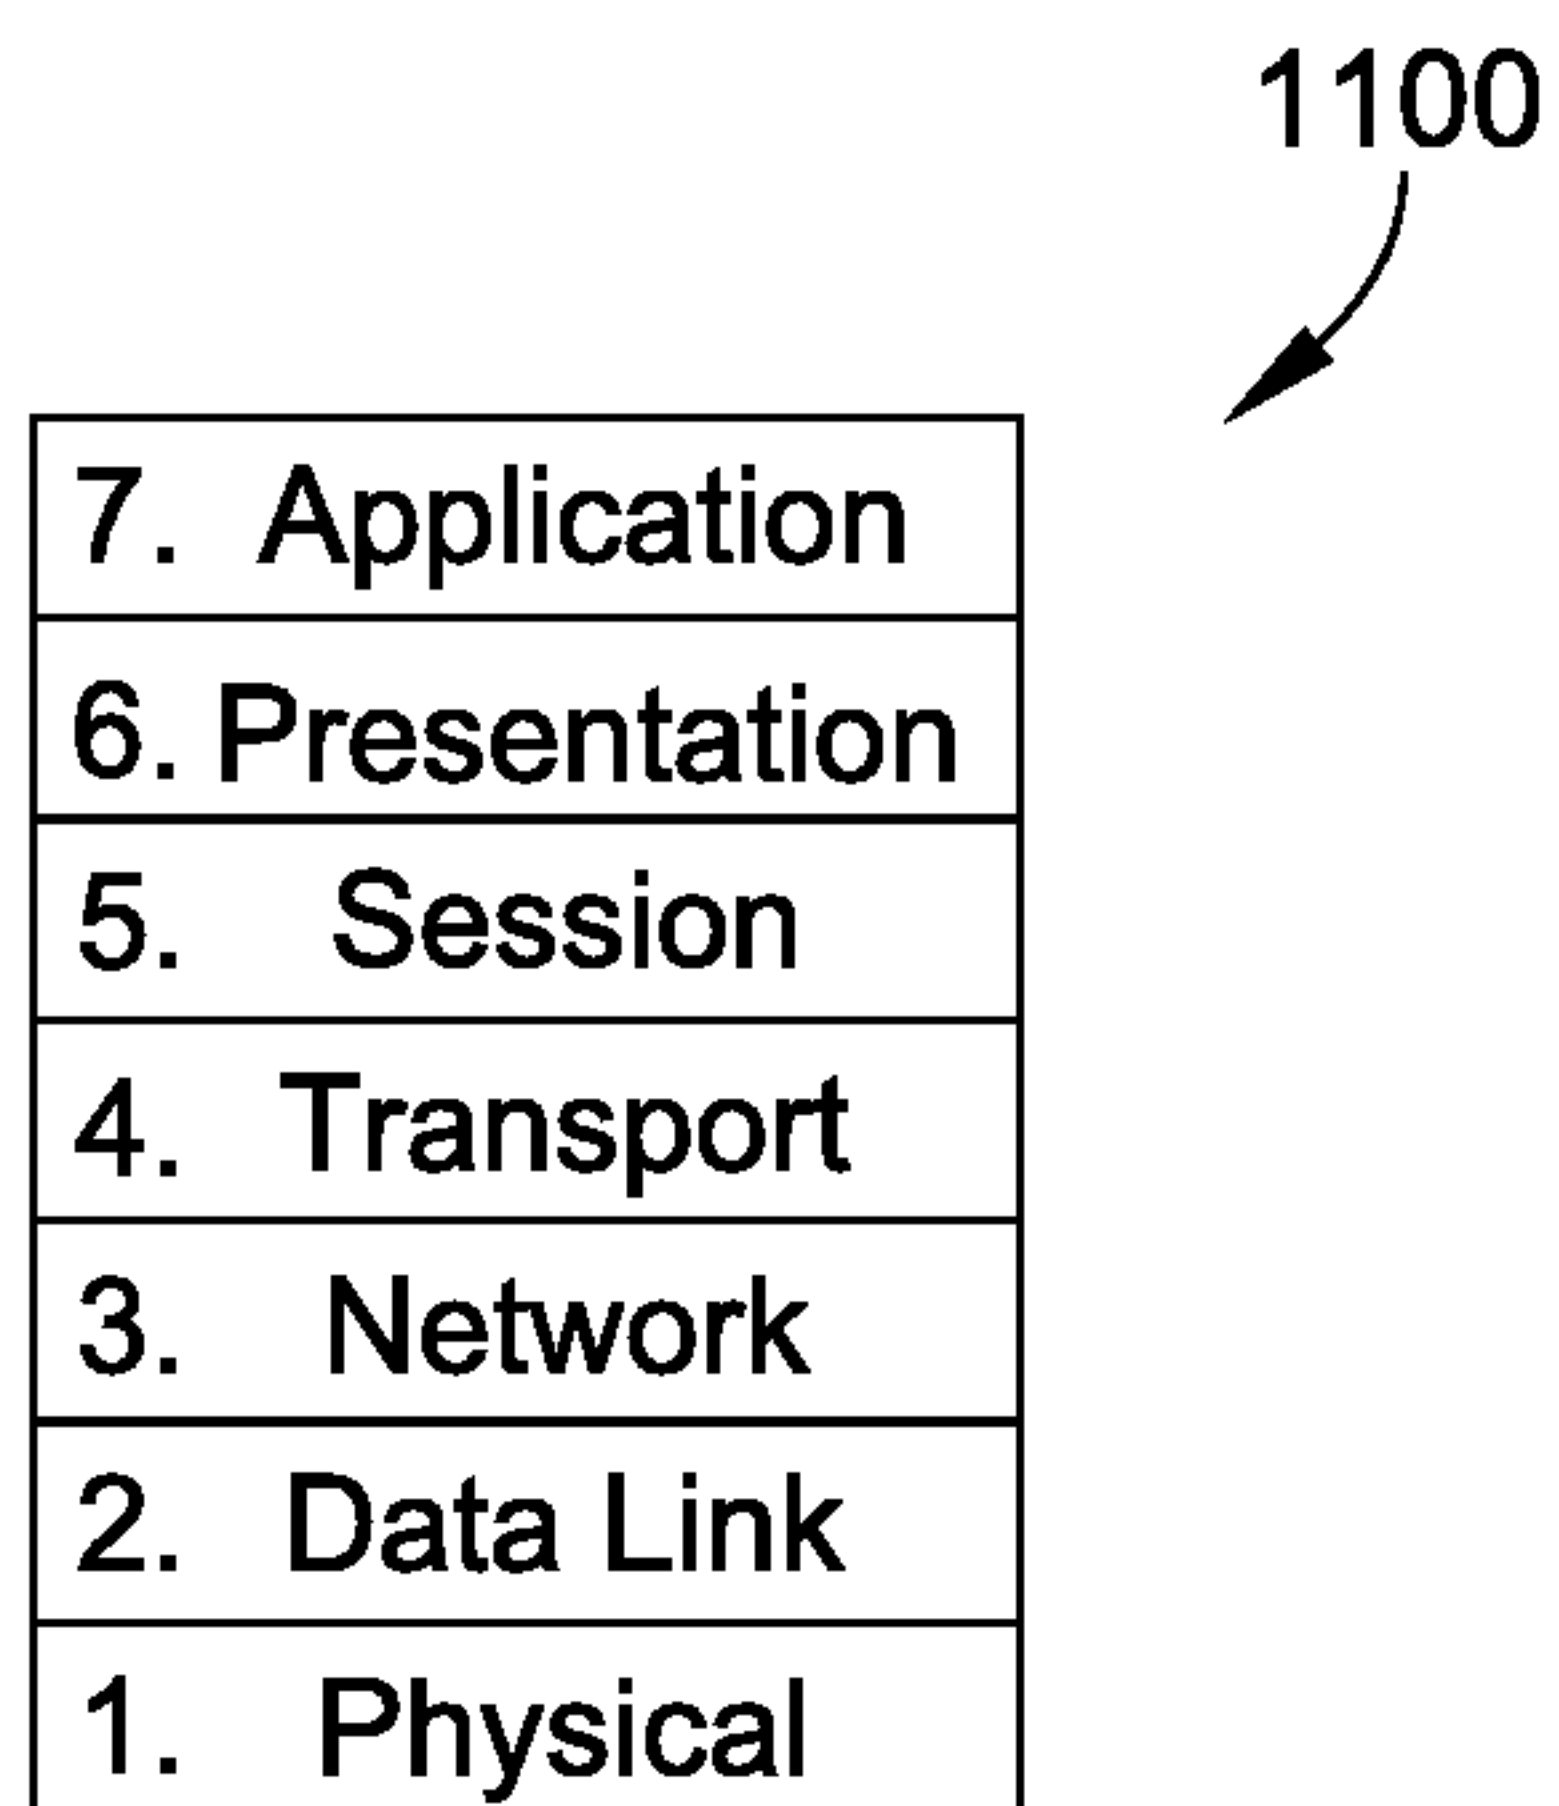 1100
7. Application
6. Presentation
5. Session
4. Transport
3. Network
2. Data Link
1. Physical